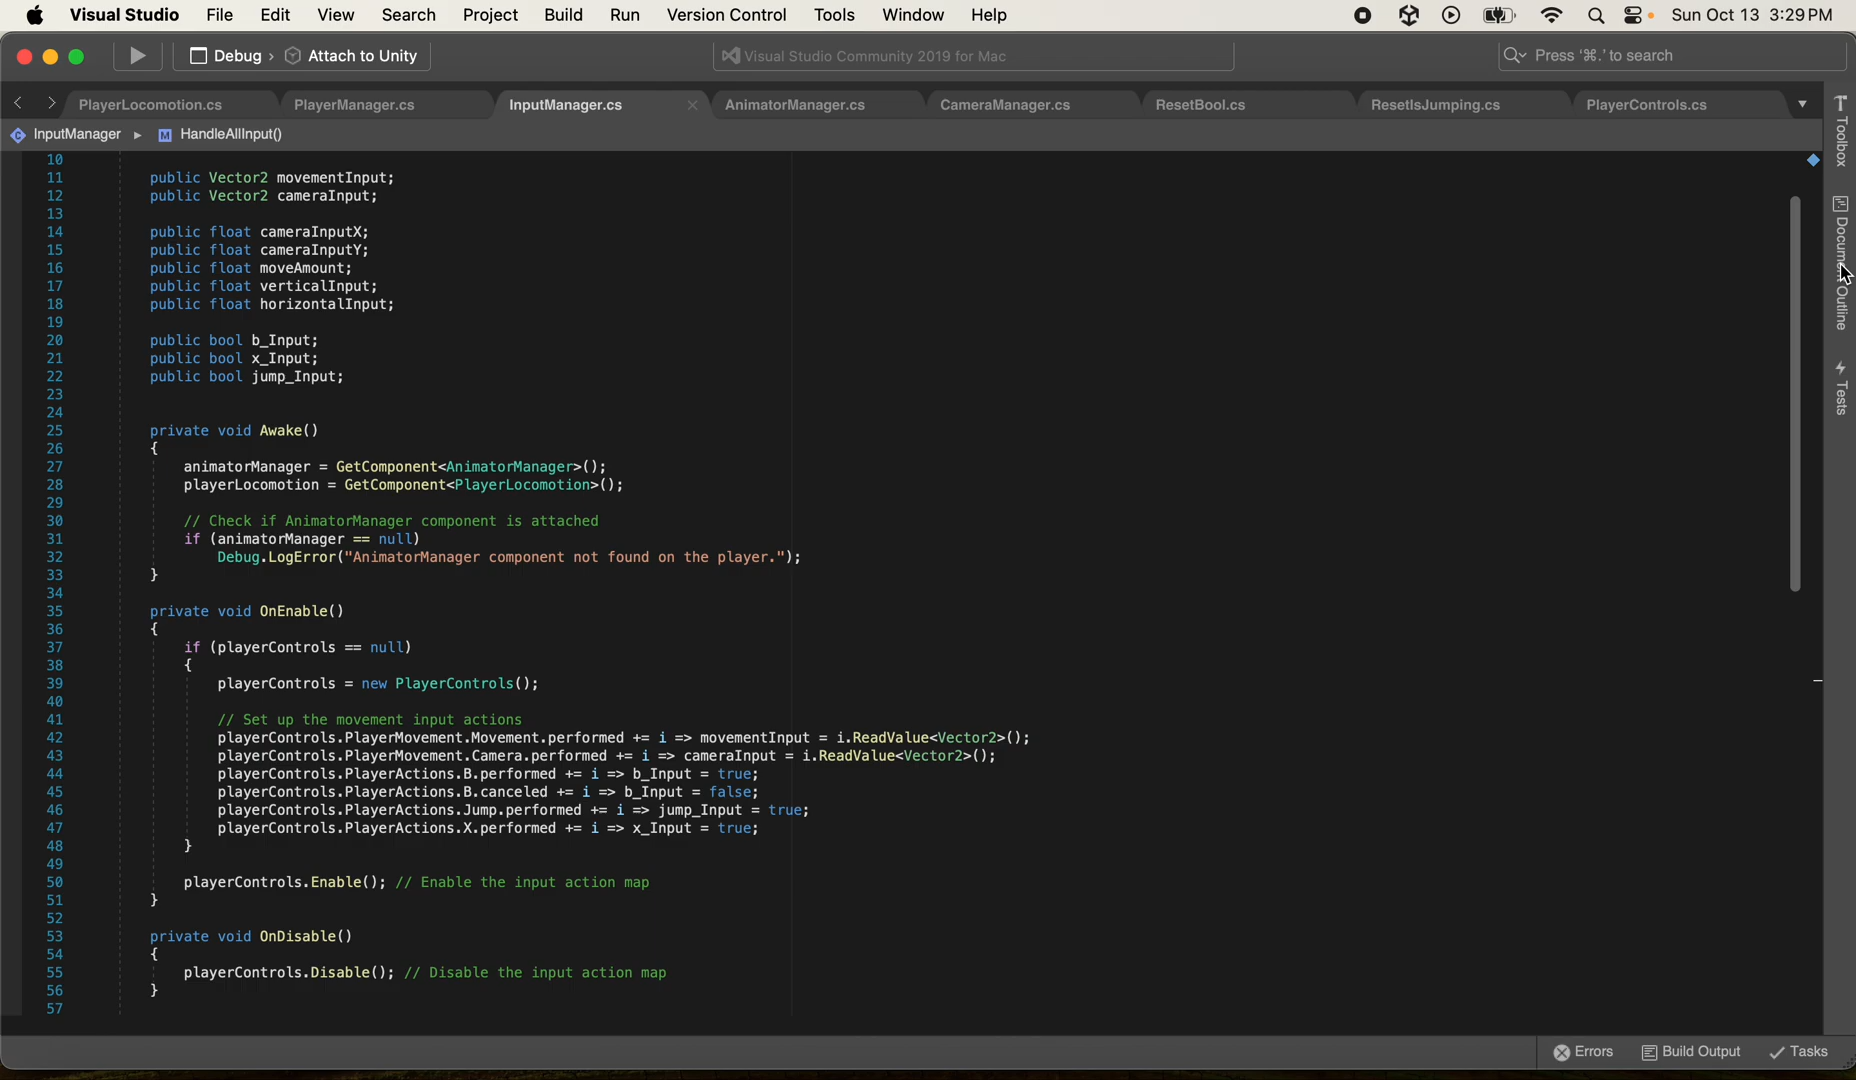 Visual Studio File Edit View Search Project Build Run Version Control Tools Window Help Sun Oct 13 3:29 PM
Debug › Attach to Unity Visual Studio Community 2019 for Mac Press '⌘.' to search
PlayerLocomotion.cs PlayerManager.cs InputManager.cs AnimatorManager.cs CameraManager.cs ResetBool.cs ResetIsJumping.cs PlayerControls.cs
InputManager ▸ M HandleAllInput()
10
11 public Vector2 movementInput;
12 public Vector2 cameraInput;
13
14 public float cameraInputX;
15 public float cameraInputY;
16 public float moveAmount;
17 public float verticalInput;
18 public float horizontalInput;
19
20 public bool b_Input;
21 public bool x_Input;
22 public bool jump_Input;
23
24
25 private void Awake()
26 {
27 animatorManager = GetComponent<AnimatorManager>();
28 playerLocomotion = GetComponent<PlayerLocomotion>();
29
30 // Check if AnimatorManager component is attached
31 if (animatorManager == null)
32 Debug.LogError("AnimatorManager component not found on the player.");
33 }
34
35 private void OnEnable()
36 {
37 if (playerControls == null)
38 {
39 playerControls = new PlayerControls();
40
41 // Set up the movement input actions
42 playerControls.PlayerMovement.Movement.performed += i => movementInput = i.ReadValue<Vector2>();
43 playerControls.PlayerMovement.Camera.performed += i => cameraInput = i.ReadValue<Vector2>();
44 playerControls.PlayerActions.B.performed += i => b_Input = true;
45 playerControls.PlayerActions.B.canceled += i => b_Input = false;
46 playerControls.PlayerActions.Jump.performed += i => jump_Input = true;
47 playerControls.PlayerActions.X.performed += i => x_Input = true;
48 }
49
50 playerControls.Enable(); // Enable the input action map
51 }
52
53 private void OnDisable()
54 {
55 playerControls.Disable(); // Disable the input action map
56 }
57
Toolbox
Document Outline
Tests
Errors Build Output Tasks